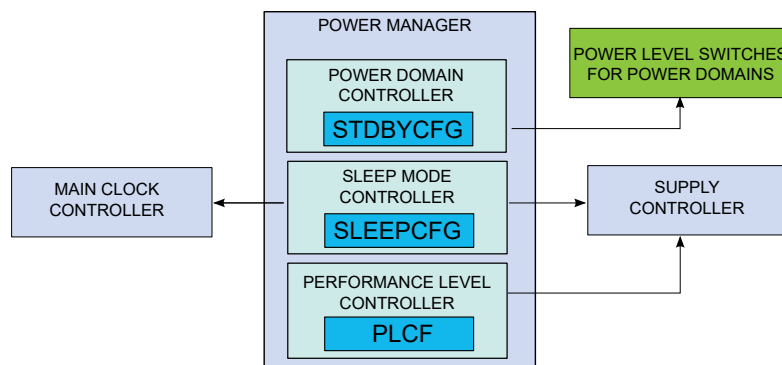 POWER MANAGER
POWER DOMAIN
CONTROLLER
STDBYCFG
POWER LEVEL SWITCHES
FOR POWER DOMAINS
MAIN CLOCK
CONTROLLER
SLEEP MODE
CONTROLLER
SLEEPCFG
SUPPLY
CONTROLLER
PERFORMANCE LEVEL
CONTROLLER
PLCF